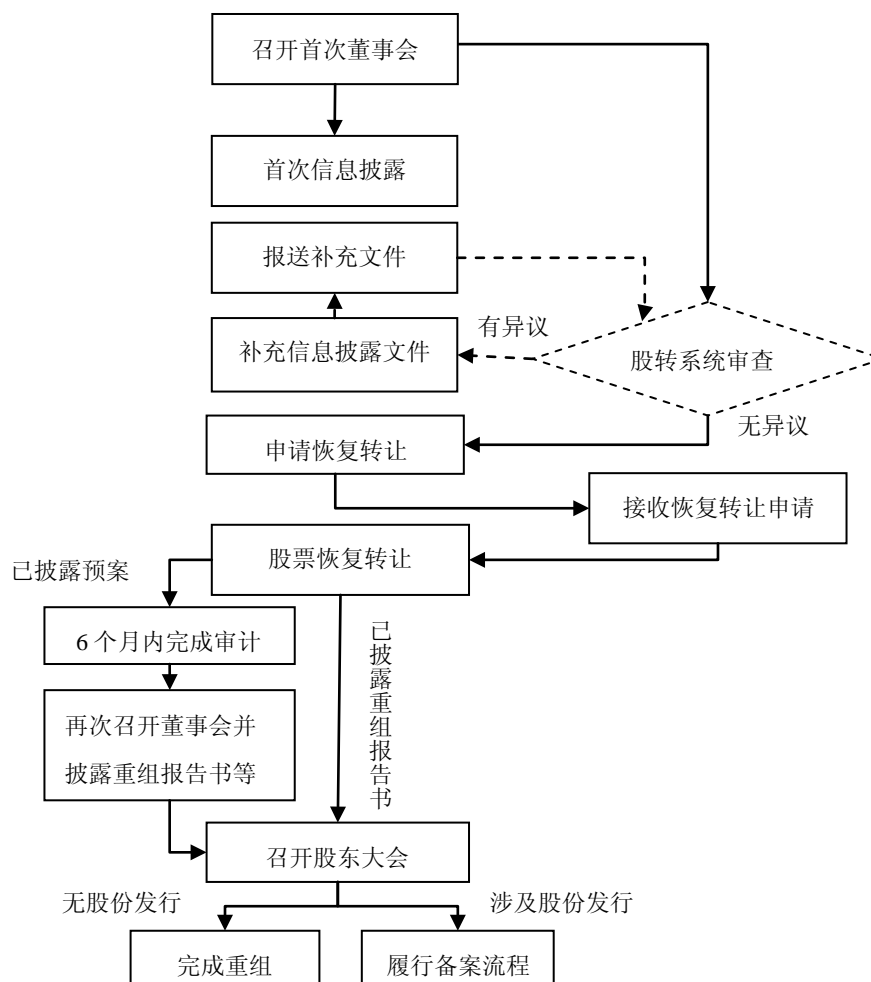 召开首次董事会
首次信息披露
报送补充文件
有异议
补充信息披露文件
股转系统审查
无异议
申请恢复转让
接收恢复转让申请
股票恢复转让
已披露预案
6 个月内完成审计
已披露重组报告书
再次召开董事会并
披露重组报告书等
召开股东大会
无股份发行
涉及股份发行
完成重组
履行备案流程